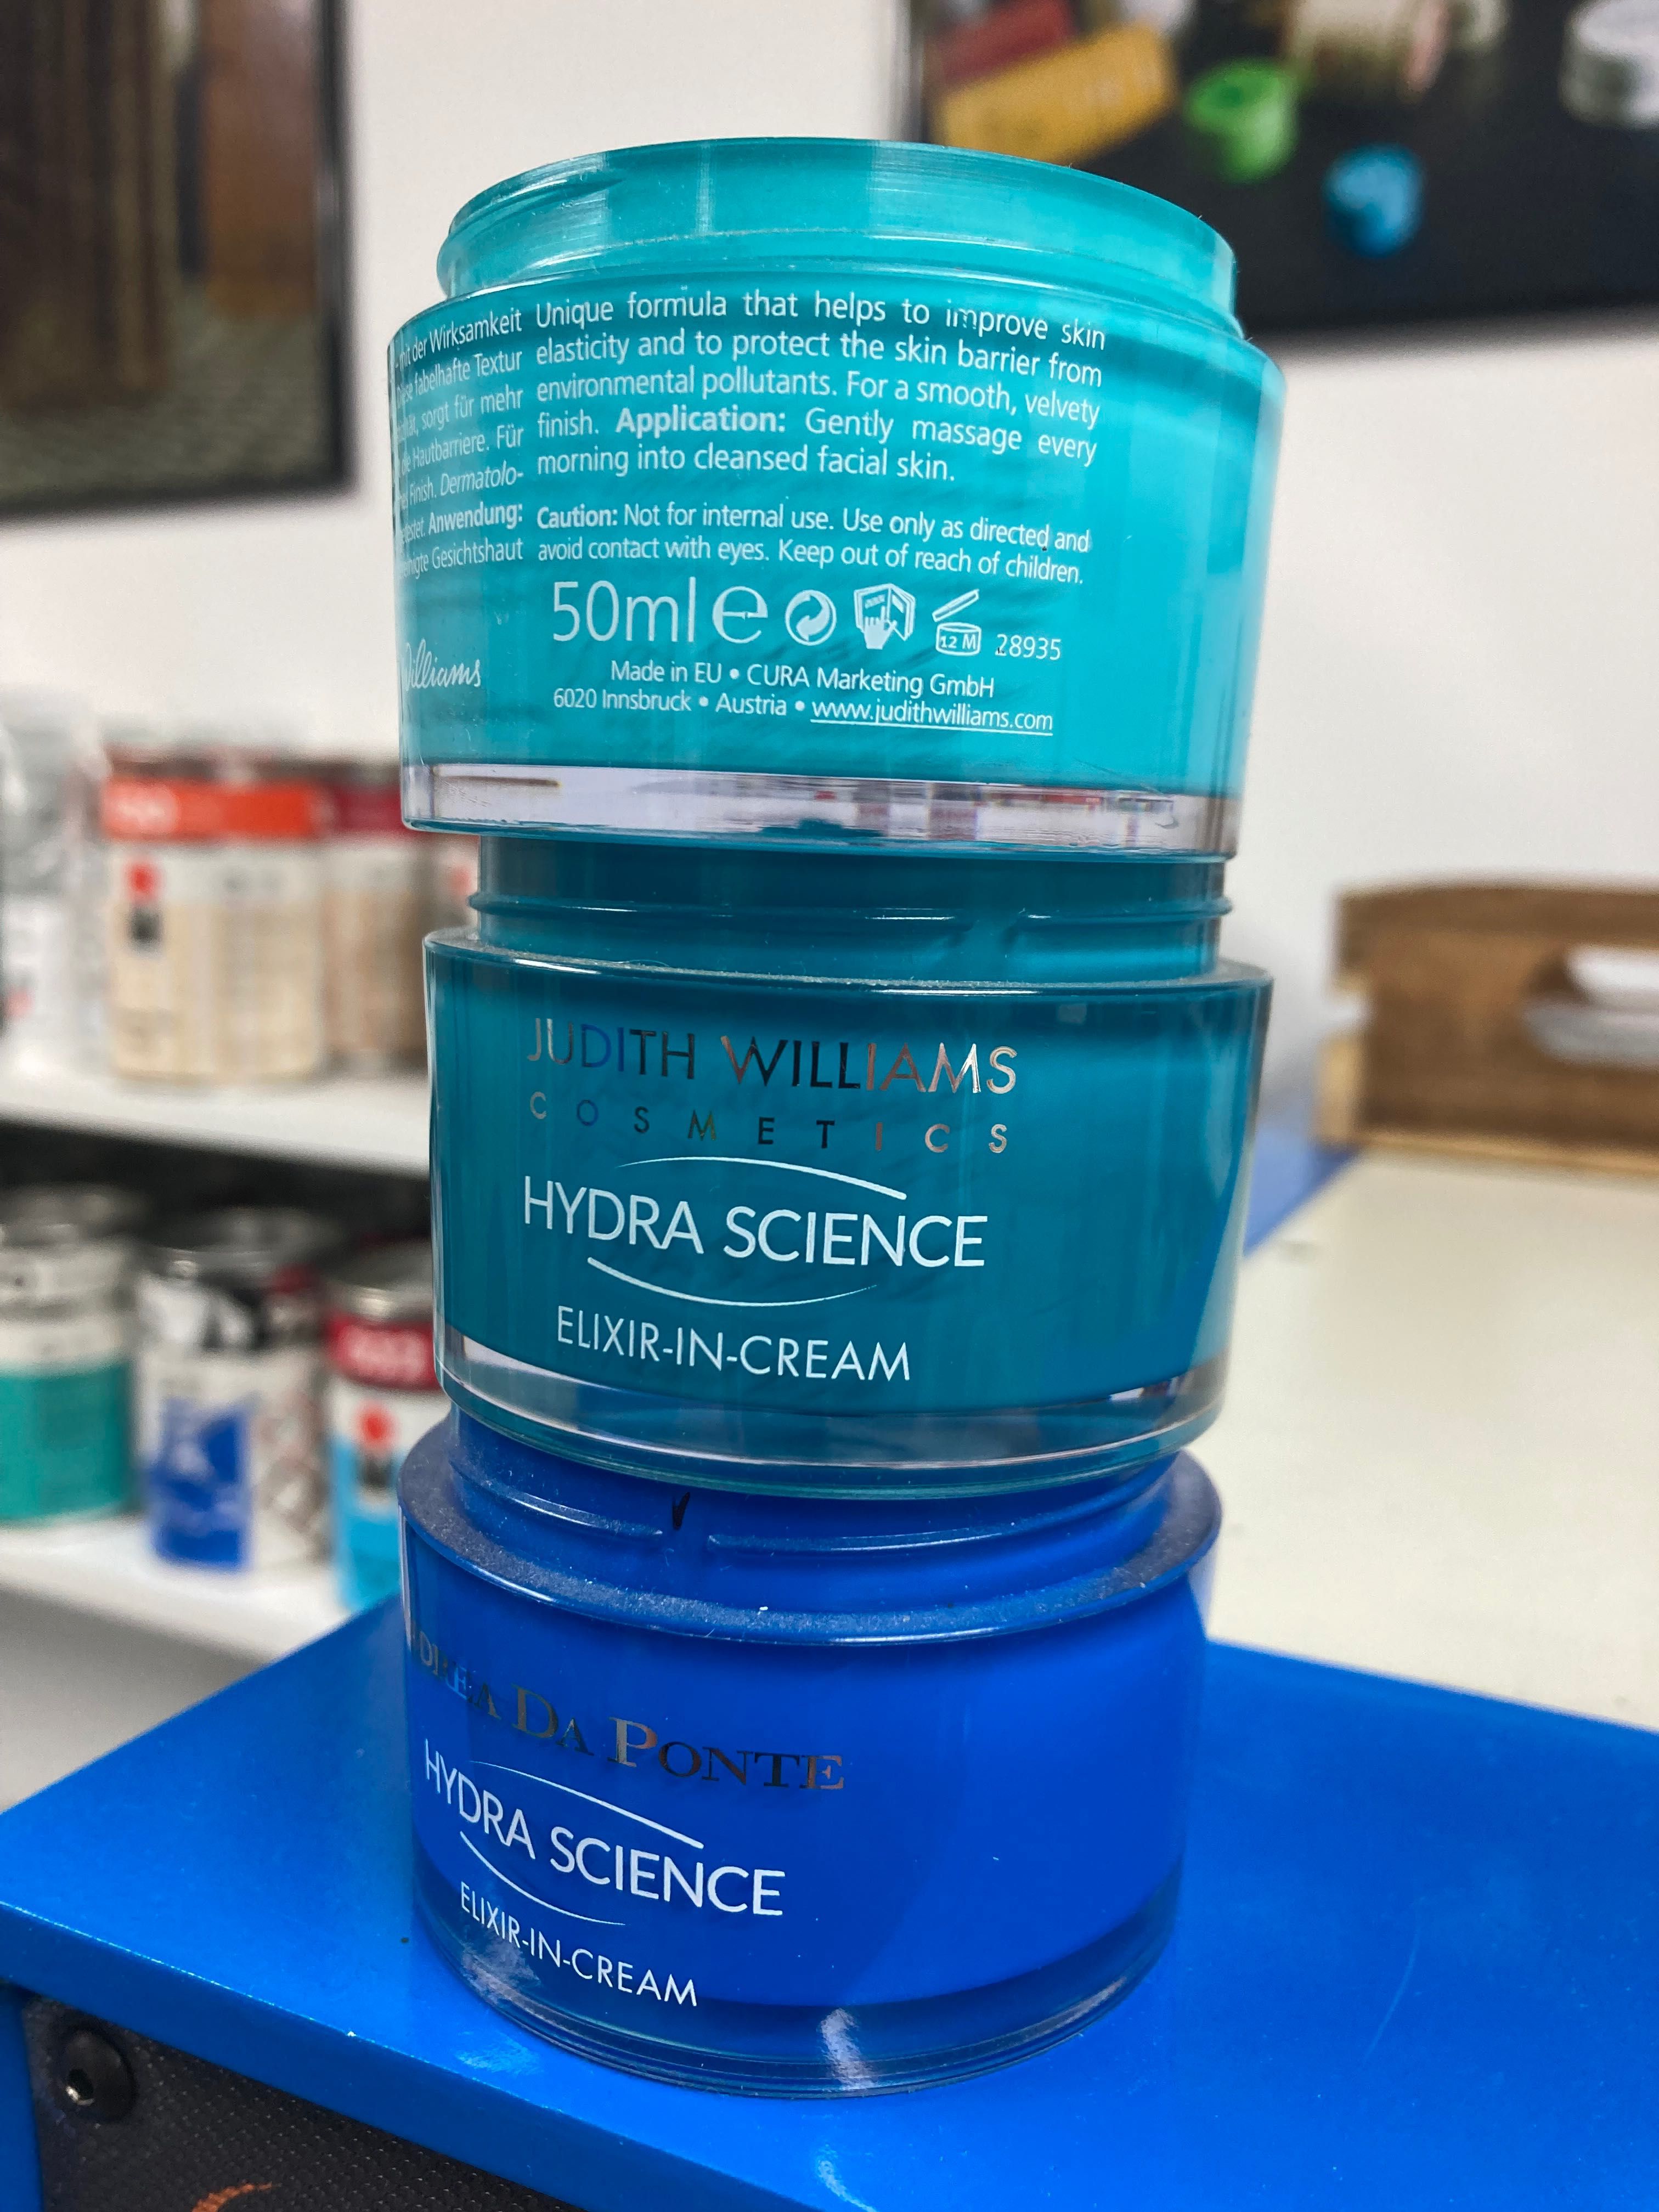 der Wirksamkeit
fabelhafte Textur
sorgt für mehr
Hautbarriere. Für
Finish. Dermatolo-
Anwendung:
Gesichtshaut
Williams
Unique formula that helps to improve skin
elasticity and to protect the skin barrier from
environmental pollutants. For a smooth, velvety
finish. Application: Gently massage every
morning into cleansed facial skin.
Caution: Not for internal use. Use only as directed and
avoid contact with eyes. Keep out of reach of children.
50ml e 12 M 28935
Made in EU • CURA Marketing GmbH
6020 Innsbruck • Austria • www.judithwilliams.com
JUDITH WILLIAMS
COSMETICS
HYDRA SCIENCE
ELIXIR-IN-CREAM
DA PONTE
HYDRA SCIENCE
ELIXIR-IN-CREAM